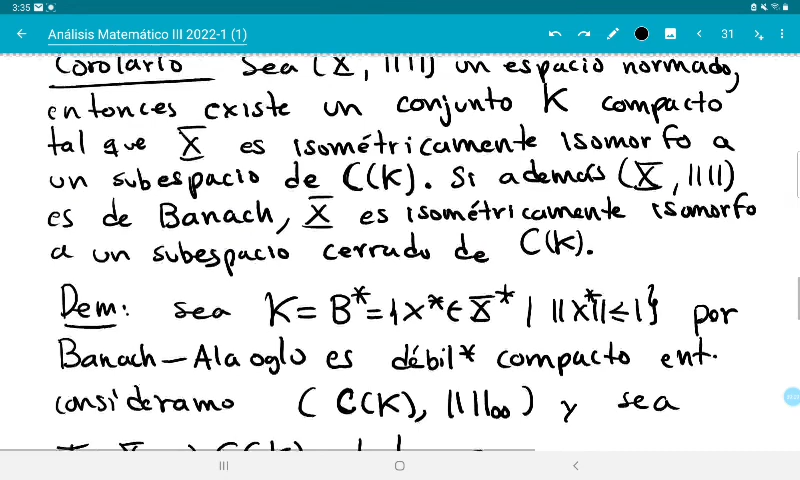 3:35
Análisis Matemático III 2022-1 (1)
31
Corolario Sea (X, ||||) un espacio normado,
entonces existe un conjunto K compacto
tal que X es isométricamente isomorfo a
un subespacio de C(K). Si además (X, ||||)
es de Banach, X es isométricamente isomorfo
a un subespacio cerrado de C(K).
Dem: sea K = B* = {x* ∈ X* | ||x*|| ≤ 1} por
Banach-Alaoglo es débil* compacto ent.
consideramo (C(K), ||||∞) y sea